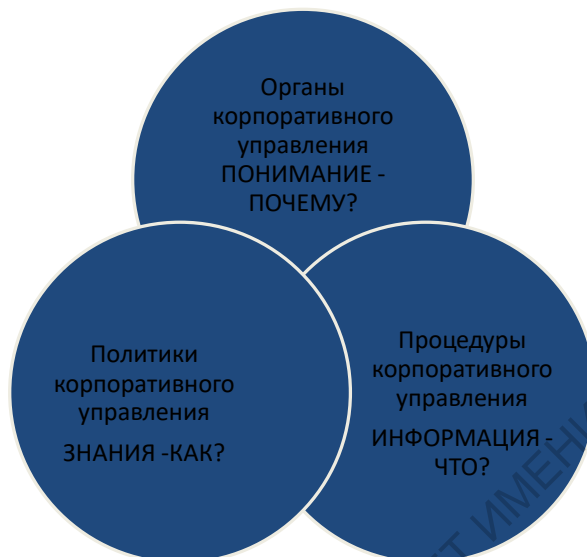 Органы
корпоративного
управления
ПОНИМАНИЕ -
ПОЧЕМУ?
Политики
корпоративного
управления
ЗНАНИЯ -КАК?
Процедуры
корпоративного
управления
ИНФОРМАЦИЯ -
ЧТО?